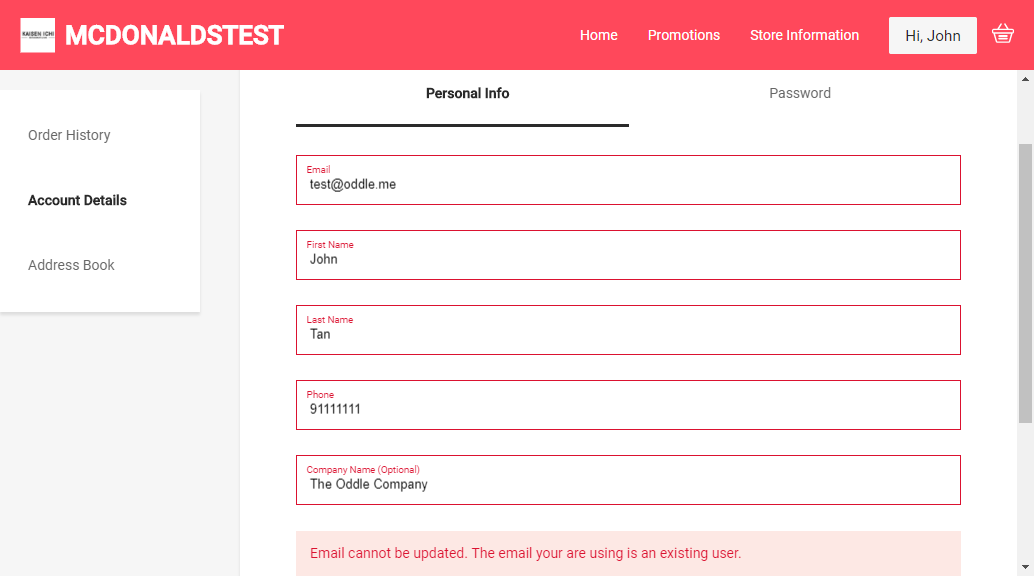 KAISEN ICHI
MCDONALDSTEST
Home
Promotions
Store Information
Hi, John
Order History
Account Details
Address Book
Personal Info
Password
Email
test@oddle.me
First Name
John
Last Name
Tan
Phone
91111111
Company Name (Optional)
The Oddle Company
Email cannot be updated. The email your are using is an existing user.